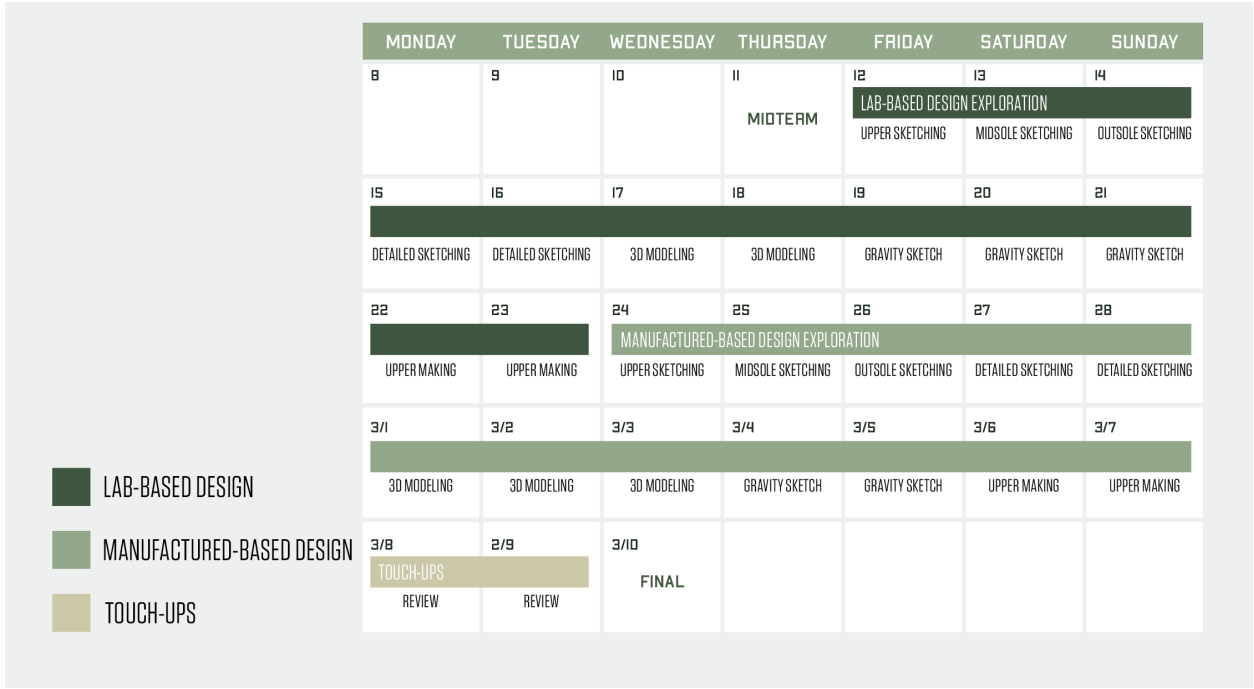 MONDAY TUESDAY WEDNESDAY THURSDAY FRIDAY SATURDAY SUNDAY
8 9 10 11 12 13 14
LAB-BASED DESIGN EXPLORATION
MIDTERM
UPPER SKETCHING MIDSOLE SKETCHING OUTSOLE SKETCHING
15 16 17 18 19 20 21
DETAILED SKETCHING DETAILED SKETCHING 3D MODELING 3D MODELING GRAVITY SKETCH GRAVITY SKETCH GRAVITY SKETCH
22 23 24 25 26 27 28
MANUFACTURED-BASED DESIGN EXPLORATION
UPPER MAKING UPPER MAKING UPPER SKETCHING MIDSOLE SKETCHING OUTSOLE SKETCHING DETAILED SKETCHING DETAILED SKETCHING
3/1 3/2 3/3 3/4 3/5 3/6 3/7
3D MODELING 3D MODELING 3D MODELING GRAVITY SKETCH GRAVITY SKETCH UPPER MAKING UPPER MAKING
3/8 2/9 3/10
TOUCH-UPS
FINAL
REVIEW REVIEW
LAB-BASED DESIGN
MANUFACTURED-BASED DESIGN
TOUCH-UPS